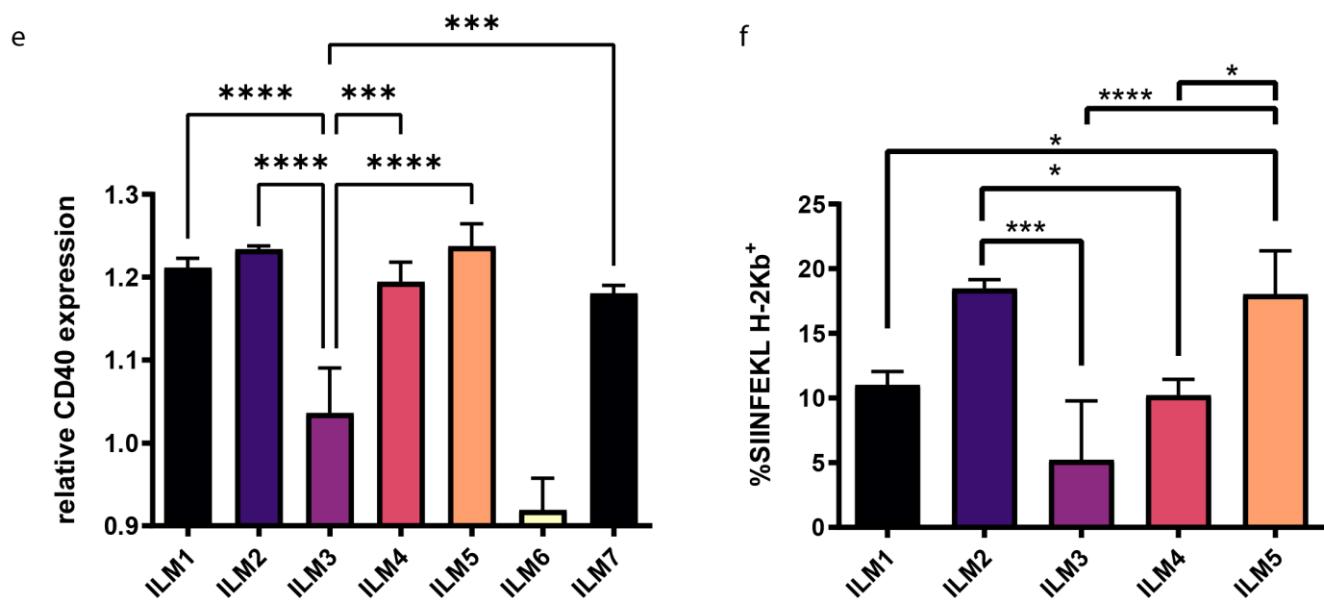 e
***
****
***
****
****
relative CD40 expression
1.3
1.2
1.1
1.0
0.9
ILM1
ILM2
ILM3
ILM4
ILM5
ILM6
ILM7
f
*
****
*
*
***
%SIINFEKL H-2Kb⁺
25
20
15
10
5
0
ILM1
ILM2
ILM3
ILM4
ILM5